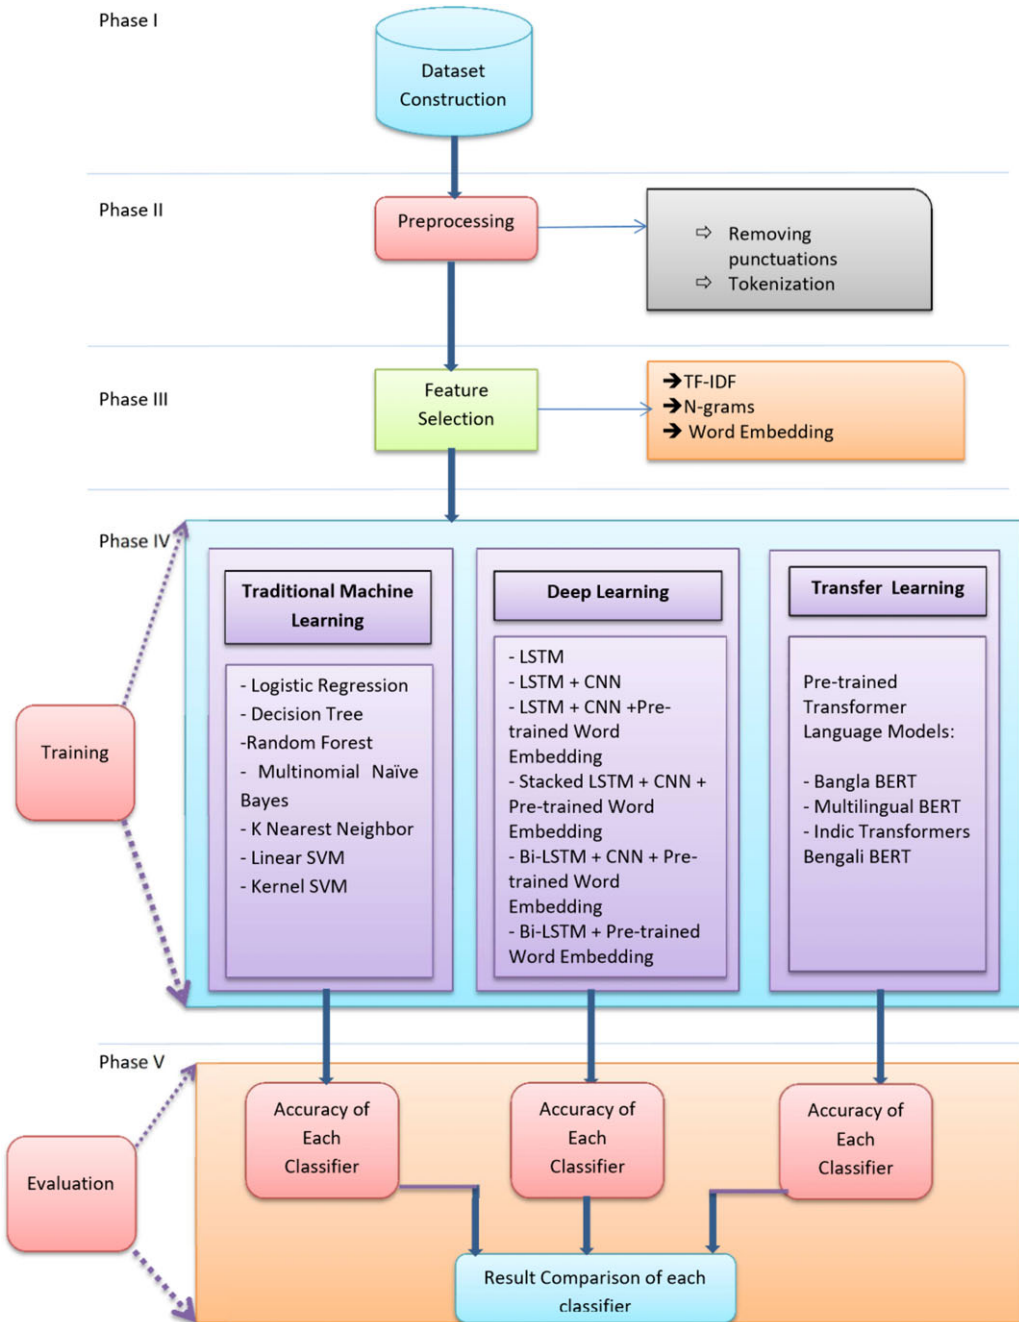 Phase I
Dataset
Construction
Phase II
Preprocessing
⇨ Removing
punctuations
⇨ Tokenization
Phase III
Feature
Selection
➔TF-IDF
➔N-grams
➔ Word Embedding
Phase IV
Training
Traditional Machine
Learning
- Logistic Regression
- Decision Tree
-Random Forest
- Multinomial Naïve
Bayes
- K Nearest Neighbor
- Linear SVM
- Kernel SVM
Deep Learning
- LSTM
- LSTM + CNN
- LSTM + CNN +Pre-
trained Word
Embedding
- Stacked LSTM + CNN +
Pre-trained Word
Embedding
- Bi-LSTM + CNN + Pre-
trained Word
Embedding
- Bi-LSTM + Pre-trained
Word Embedding
Transfer Learning
Pre-trained
Transformer
Language Models:
- Bangla BERT
- Multilingual BERT
- Indic Transformers
Bengali BERT
Phase V
Evaluation
Accuracy of
Each
Classifier
Accuracy of
Each
Classifier
Accuracy of
Each
Classifier
Result Comparison of each
classifier